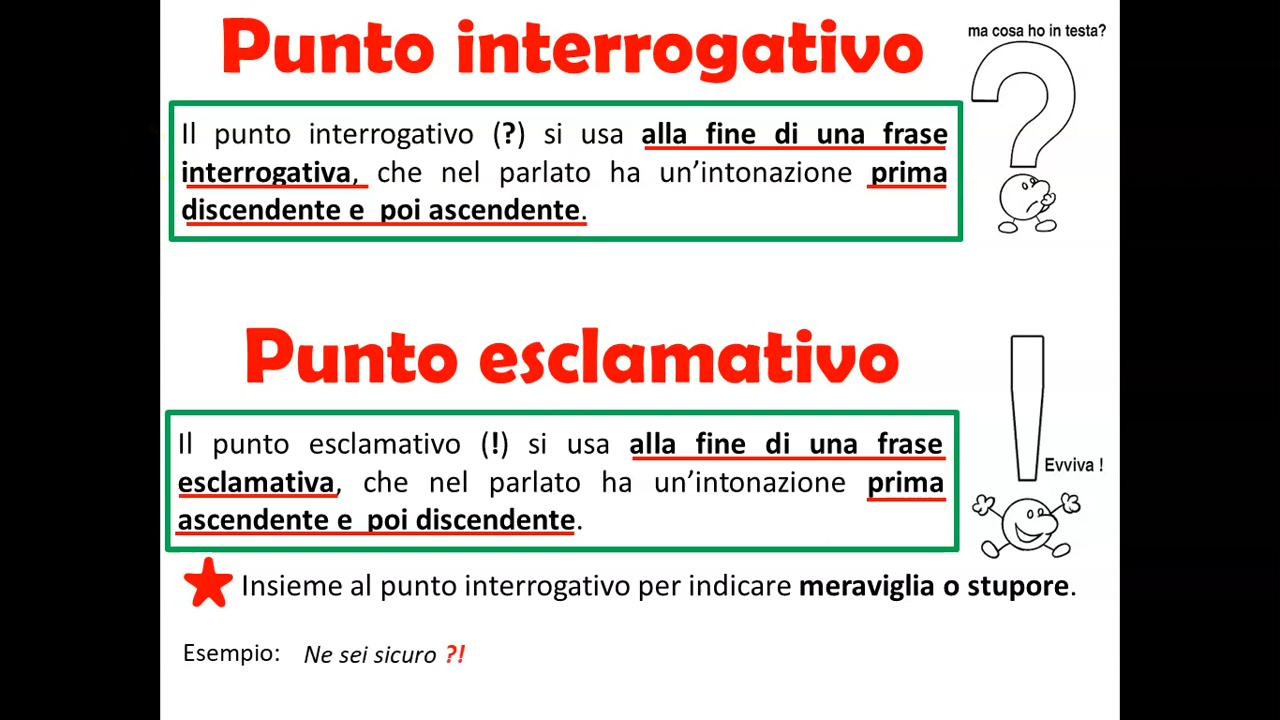 Punto interrogativo
ma cosa ho in testa?
Il punto interrogativo (?) si usa alla fine di una frase
interrogativa, che nel parlato ha un’intonazione prima
discendente e poi ascendente.
Punto esclamativo
Il punto esclamativo (!) si usa alla fine di una frase
esclamativa, che nel parlato ha un’intonazione prima
ascendente e poi discendente.
Evviva !
Insieme al punto interrogativo per indicare meraviglia o stupore.
Esempio: Ne sei sicuro ?!